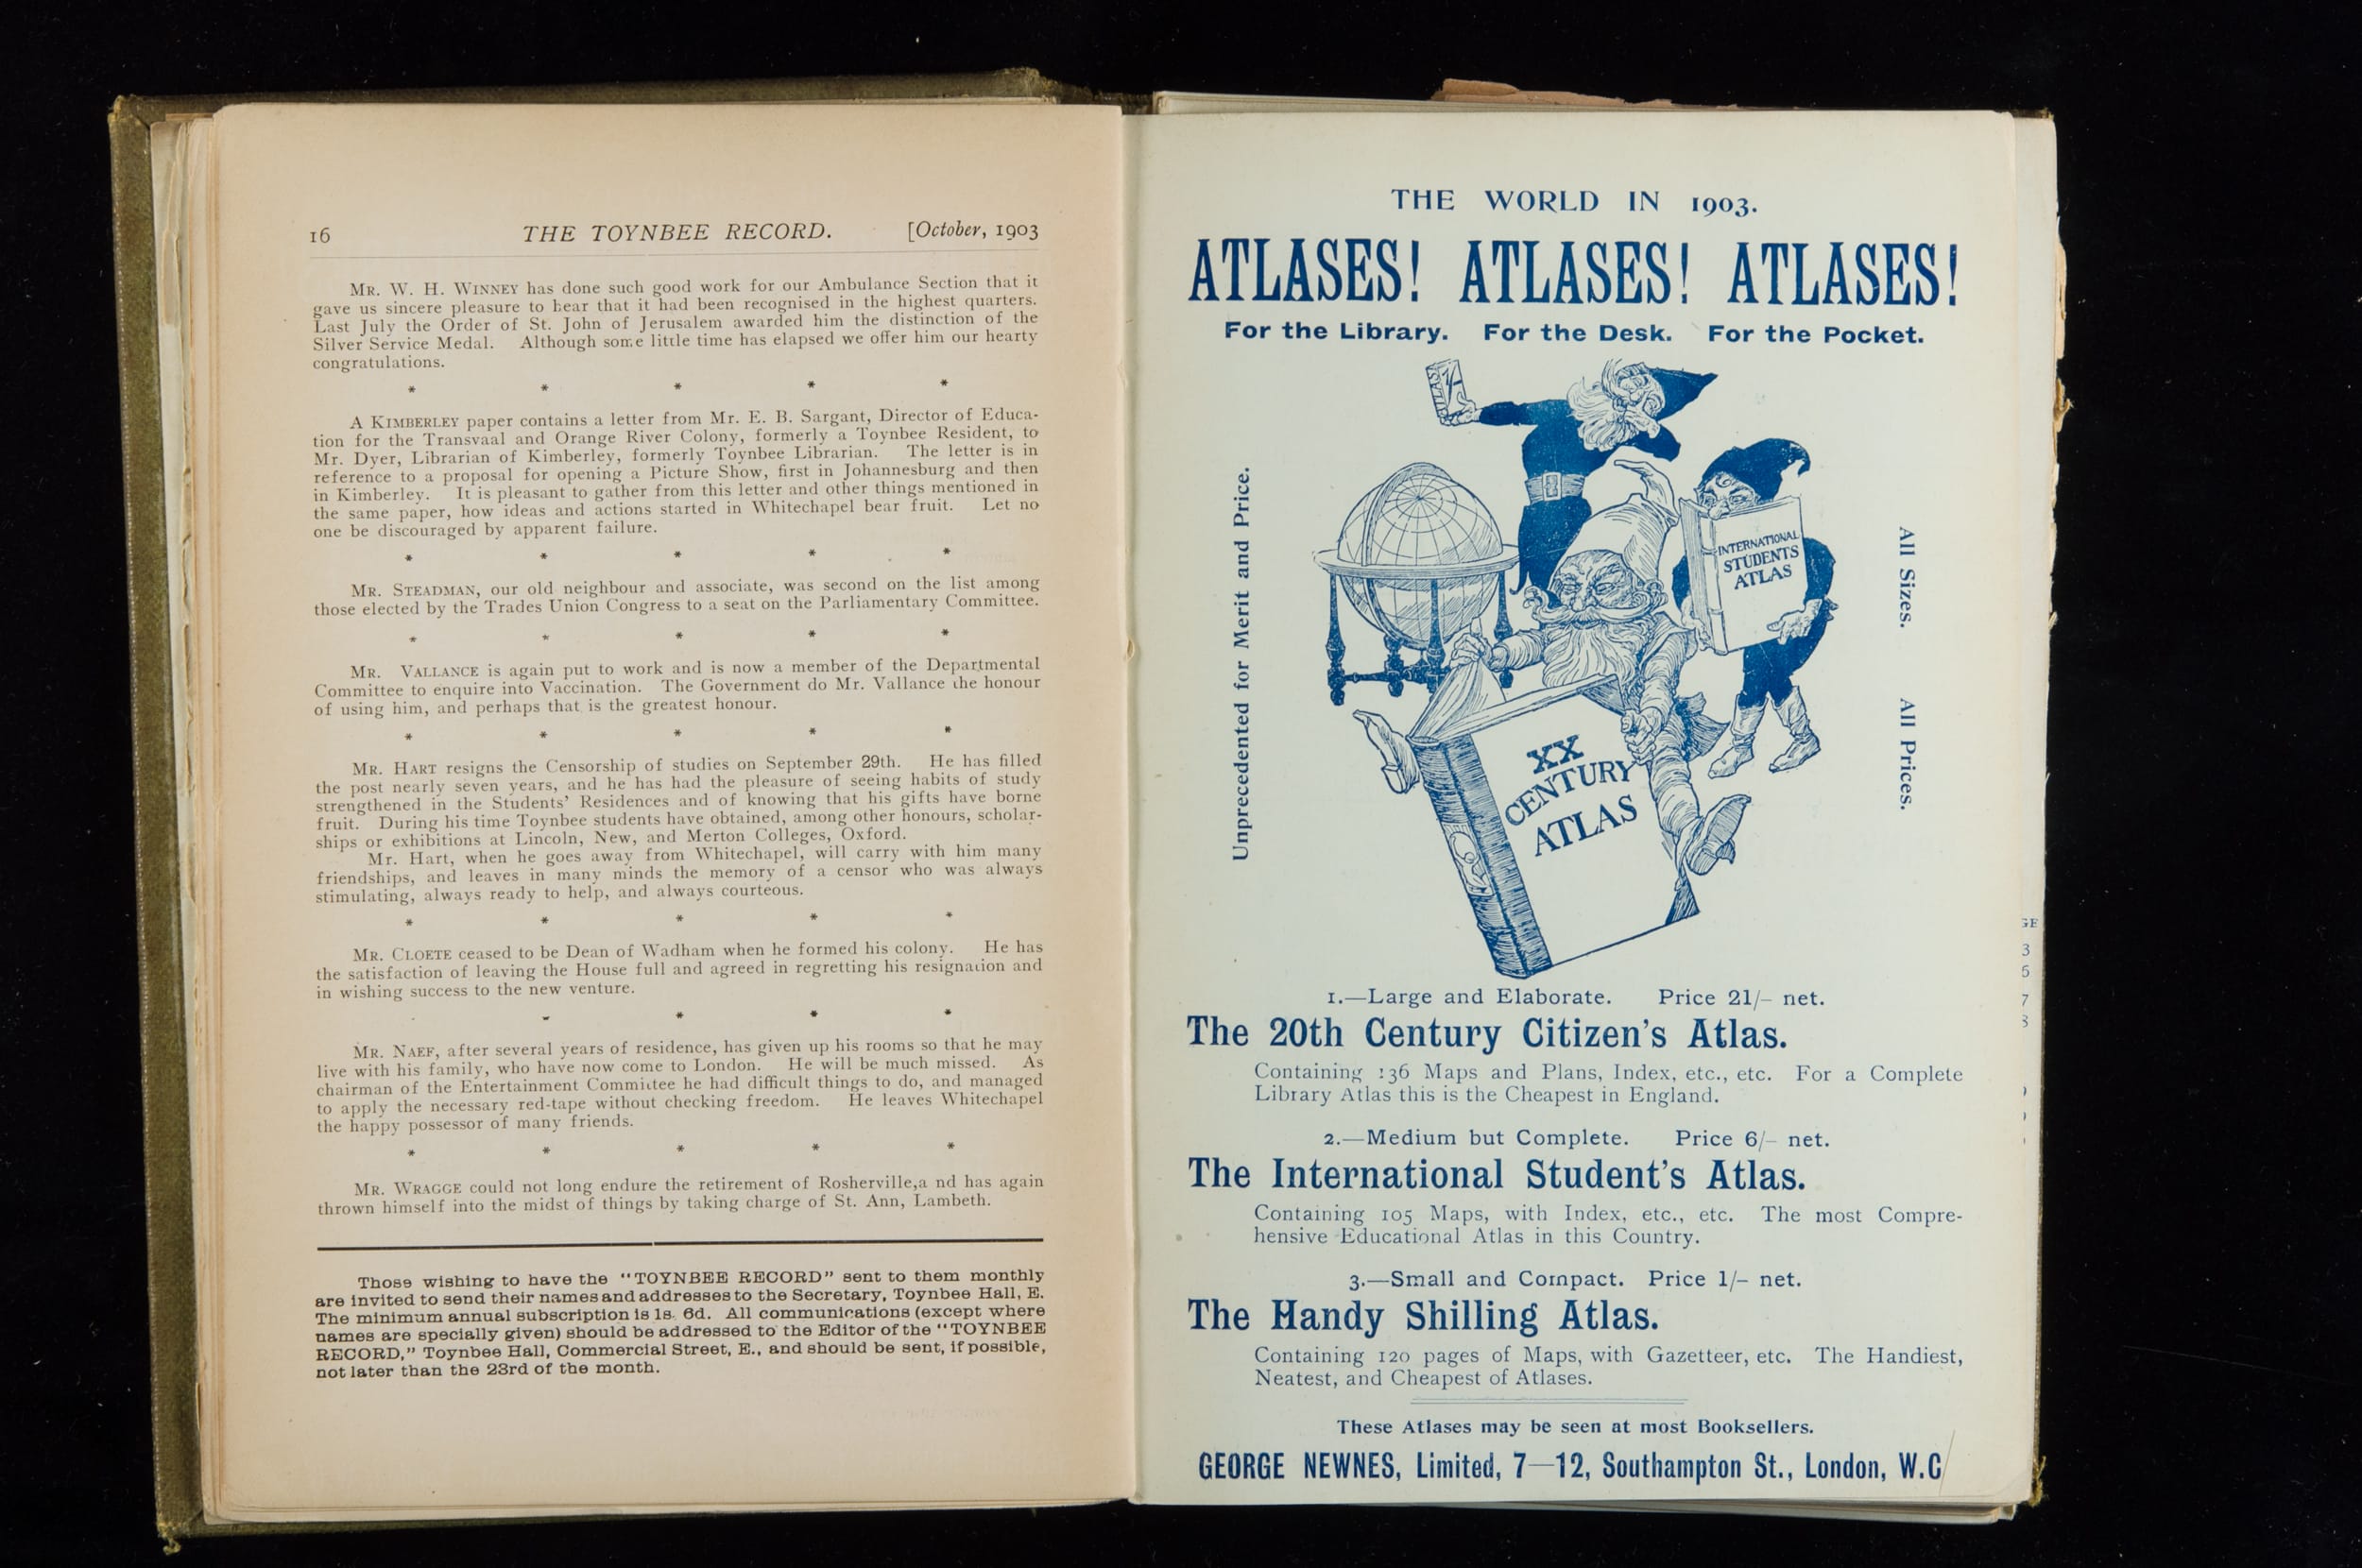 16 THE TOYNBEE RECORD. [October, 1903
MR. W. H. WINNEY has done such good work for our Ambulance Section that it
gave us sincere pleasure to hear that it had been recognised in the highest quarters.
Last July the Order of St. John of Jerusalem awarded him the distinction of the
Silver Service Medal. Although some little time has elapsed we offer him our hearty
congratulations.
* * * * *
A KIMBERLEY paper contains a letter from Mr. E. B. Sargant, Director of Educa-
tion for the Transvaal and Orange River Colony, formerly a Toynbee Resident, to
Mr. Dyer, Librarian of Kimberley, formerly Toynbee Librarian. The letter is in
reference to a proposal for opening a Picture Show, first in Johannesburg and then
in Kimberley. It is pleasant to gather from this letter and other things mentioned in
the same paper, how ideas and actions started in Whitechapel bear fruit. Let no
one be discouraged by apparent failure.
* * * * *
MR. STEADMAN, our old neighbour and associate, was second on the list among
those elected by the Trades Union Congress to a seat on the Parliamentary Committee.
* * * * *
MR. VALLANCE is again put to work and is now a member of the Departmental
Committee to enquire into Vaccination. The Government do Mr. Vallance the honour
of using him, and perhaps that is the greatest honour.
* * * * *
MR. HART resigns the Censorship of studies on September 29th. He has filled
the post nearly seven years, and he has had the pleasure of seeing habits of study
strengthened in the Students' Residences and of knowing that his gifts have borne
fruit. During his time Toynbee students have obtained, among other honours, scholar-
ships or exhibitions at Lincoln, New, and Merton Colleges, Oxford.
Mr. Hart, when he goes away from Whitechapel, will carry with him many
friendships, and leaves in many minds the memory of a censor who was always
stimulating, always ready to help, and always courteous.
* * * * *
MR. CLOETE ceased to be Dean of Wadham when he formed his colony. He has
the satisfaction of leaving the House full and agreed in regretting his resignation and
in wishing success to the new venture.
* * * *
MR. NAEF, after several years of residence, has given up his rooms so that he may
live with his family, who have now come to London. He will be much missed. As
chairman of the Entertainment Committee he had difficult things to do, and managed
to apply the necessary red-tape without checking freedom. He leaves Whitechapel
the happy possessor of many friends.
* * * * *
MR. WRAGGE could not long endure the retirement of Rosherville,a nd has again
thrown himself into the midst of things by taking charge of St. Ann, Lambeth.
Those wishing to have the "TOYNBEE RECORD" sent to them monthly
are invited to send their names and addresses to the Secretary, Toynbee Hall, E.
The minimum annual subscription is 1s. 6d. All communications (except where
names are specially given) should be addressed to the Editor of the "TOYNBEE
RECORD," Toynbee Hall, Commercial Street, E., and should be sent, if possible,
not later than the 23rd of the month.
THE WORLD IN 1903.
ATLASES! ATLASES! ATLASES!
For the Library. For the Desk. For the Pocket.
Unprecedented for Merit and Price.
ATLAS
INTERNATIONAL
STUDENTS
ATLAS
XX
CENTURY
ATLAS
All Sizes. All Prices.
1.—Large and Elaborate. Price 21/- net.
The 20th Century Citizen's Atlas.
Containing 136 Maps and Plans, Index, etc., etc. For a Complete
Library Atlas this is the Cheapest in England.
2.—Medium but Complete. Price 6/- net.
The International Student's Atlas.
Containing 105 Maps, with Index, etc., etc. The most Compre-
hensive Educational Atlas in this Country.
3.—Small and Compact. Price 1/- net.
The Handy Shilling Atlas.
Containing 120 pages of Maps, with Gazetteer, etc. The Handiest,
Neatest, and Cheapest of Atlases.
These Atlases may be seen at most Booksellers.
GEORGE NEWNES, Limited, 7—12, Southampton St., London, W.C